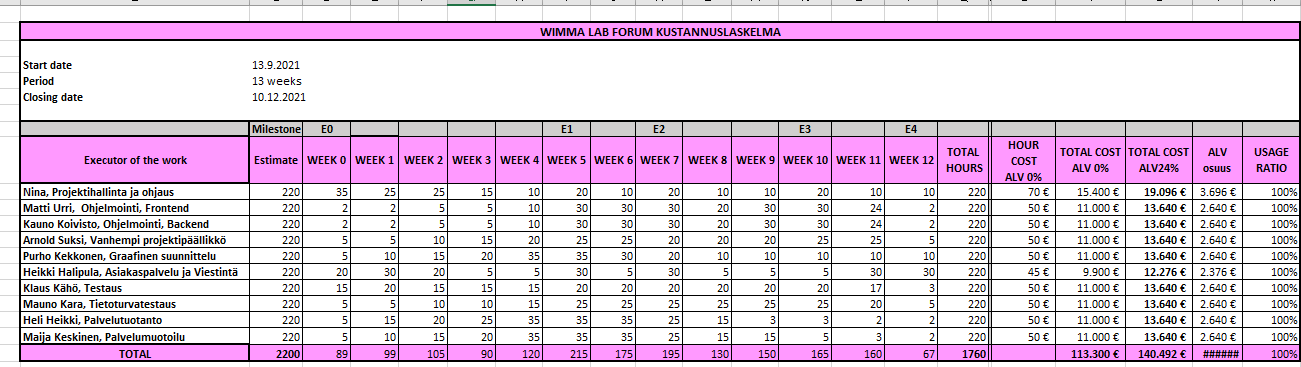 WIMMA LAB FORUM KUSTANNUSLASKELMA
Start date 13.9.2021
Period 13 weeks
Closing date 10.12.2021
Milestone E0 E1 E2 E3 E4
Executor of the work Estimate WEEK 0 WEEK 1 WEEK 2 WEEK 3 WEEK 4 WEEK 5 WEEK 6 WEEK 7 WEEK 8 WEEK 9 WEEK 10 WEEK 11 WEEK 12 TOTAL HOURS HOUR COST ALV 0% TOTAL COST ALV 0% TOTAL COST ALV24% ALV osuus USAGE RATIO
Nina, Projektihallinta ja ohjaus 220 35 25 25 15 10 20 10 20 10 10 20 10 10 220 70 € 15.400 € 19.096 € 3.696 € 100%
Matti Urri, Ohjelmointi, Frontend 220 2 2 5 5 10 30 30 30 20 30 30 24 2 220 50 € 11.000 € 13.640 € 2.640 € 100%
Kauno Koivisto, Ohjelmointi, Backend 220 2 2 5 5 10 30 30 30 20 30 30 24 2 220 50 € 11.000 € 13.640 € 2.640 € 100%
Arnold Suksi, Vanhempi projektipäällikkö 220 5 5 10 15 20 25 25 20 20 20 25 25 5 220 50 € 11.000 € 13.640 € 2.640 € 100%
Purho Kekkonen, Graafinen suunnittelu 220 5 10 15 20 35 35 30 20 10 10 10 10 10 220 50 € 11.000 € 13.640 € 2.640 € 100%
Heikki Halipula, Asiakaspalvelu ja Viestintä 220 20 30 20 5 5 30 5 30 5 5 5 30 30 220 45 € 9.900 € 12.276 € 2.376 € 100%
Klaus Kähö, Testaus 220 15 20 15 15 15 20 20 20 20 20 20 17 3 220 50 € 11.000 € 13.640 € 2.640 € 100%
Mauno Kara, Tietoturvatestaus 220 5 5 10 10 15 25 25 25 25 25 25 20 5 220 50 € 11.000 € 13.640 € 2.640 € 100%
Heli Heikki, Palvelutuotanto 220 5 15 20 25 35 35 35 25 15 3 3 2 2 220 50 € 11.000 € 13.640 € 2.640 € 100%
Maija Keskinen, Palvelumuotoilu 220 5 10 15 20 35 35 35 25 15 15 5 3 2 220 50 € 11.000 € 13.640 € 2.640 € 100%
TOTAL 2200 89 99 105 90 120 215 175 195 130 150 165 160 67 1760 113.300 € 140.492 € ###### 100%